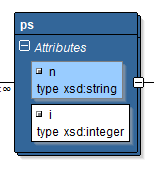 ps
Attributes
n
type xsd:string
i
type xsd:integer
:∞